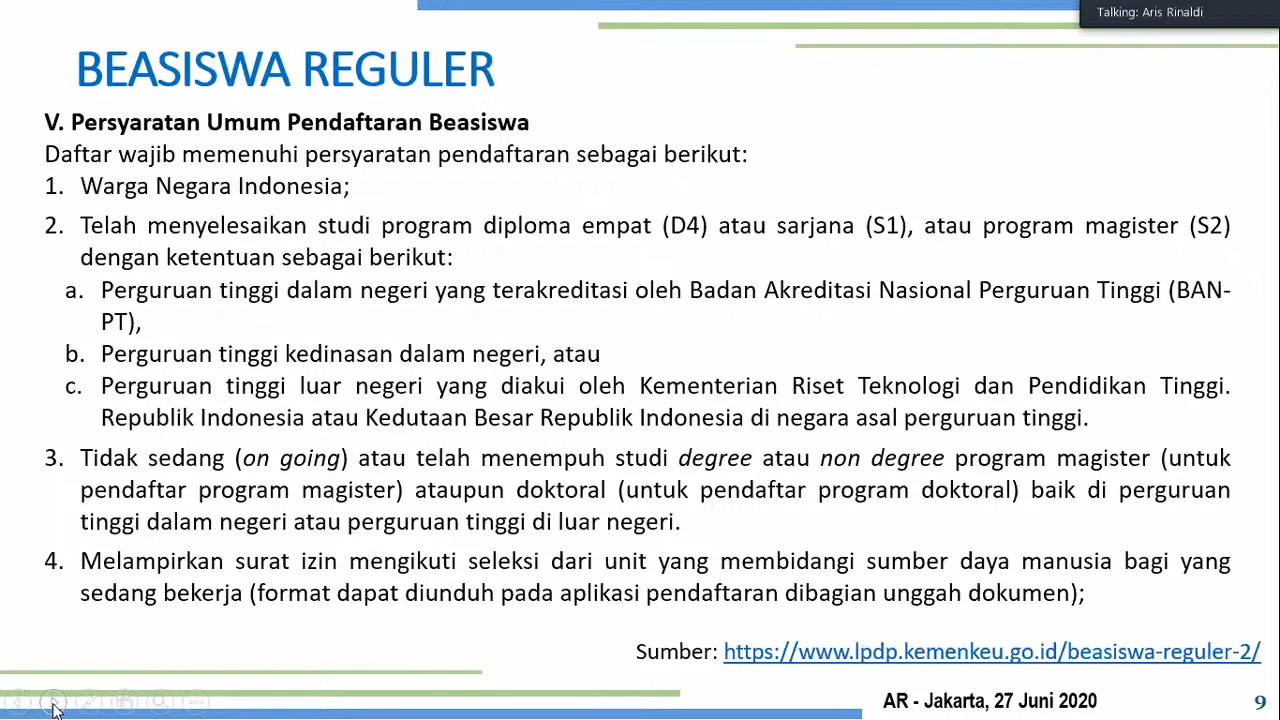 Talking: Aris Rinaldi
BEASISWA REGULER
V. Persyaratan Umum Pendaftaran Beasiswa
Daftar wajib memenuhi persyaratan pendaftaran sebagai berikut:
1. Warga Negara Indonesia;
2. Telah menyelesaikan studi program diploma empat (D4) atau sarjana (S1), atau program magister (S2)
dengan ketentuan sebagai berikut:
a. Perguruan tinggi dalam negeri yang terakreditasi oleh Badan Akreditasi Nasional Perguruan Tinggi (BAN-
PT),
b. Perguruan tinggi kedinasan dalam negeri, atau
c. Perguruan tinggi luar negeri yang diakui oleh Kementerian Riset Teknologi dan Pendidikan Tinggi.
Republik Indonesia atau Kedutaan Besar Republik Indonesia di negara asal perguruan tinggi.
3. Tidak sedang (on going) atau telah menempuh studi degree atau non degree program magister (untuk
pendaftar program magister) ataupun doktoral (untuk pendaftar program doktoral) baik di perguruan
tinggi dalam negeri atau perguruan tinggi di luar negeri.
4. Melampirkan surat izin mengikuti seleksi dari unit yang membidangi sumber daya manusia bagi yang
sedang bekerja (format dapat diunduh pada aplikasi pendaftaran dibagian unggah dokumen);
Sumber: https://www.lpdp.kemenkeu.go.id/beasiswa-reguler-2/
AR - Jakarta, 27 Juni 2020
9